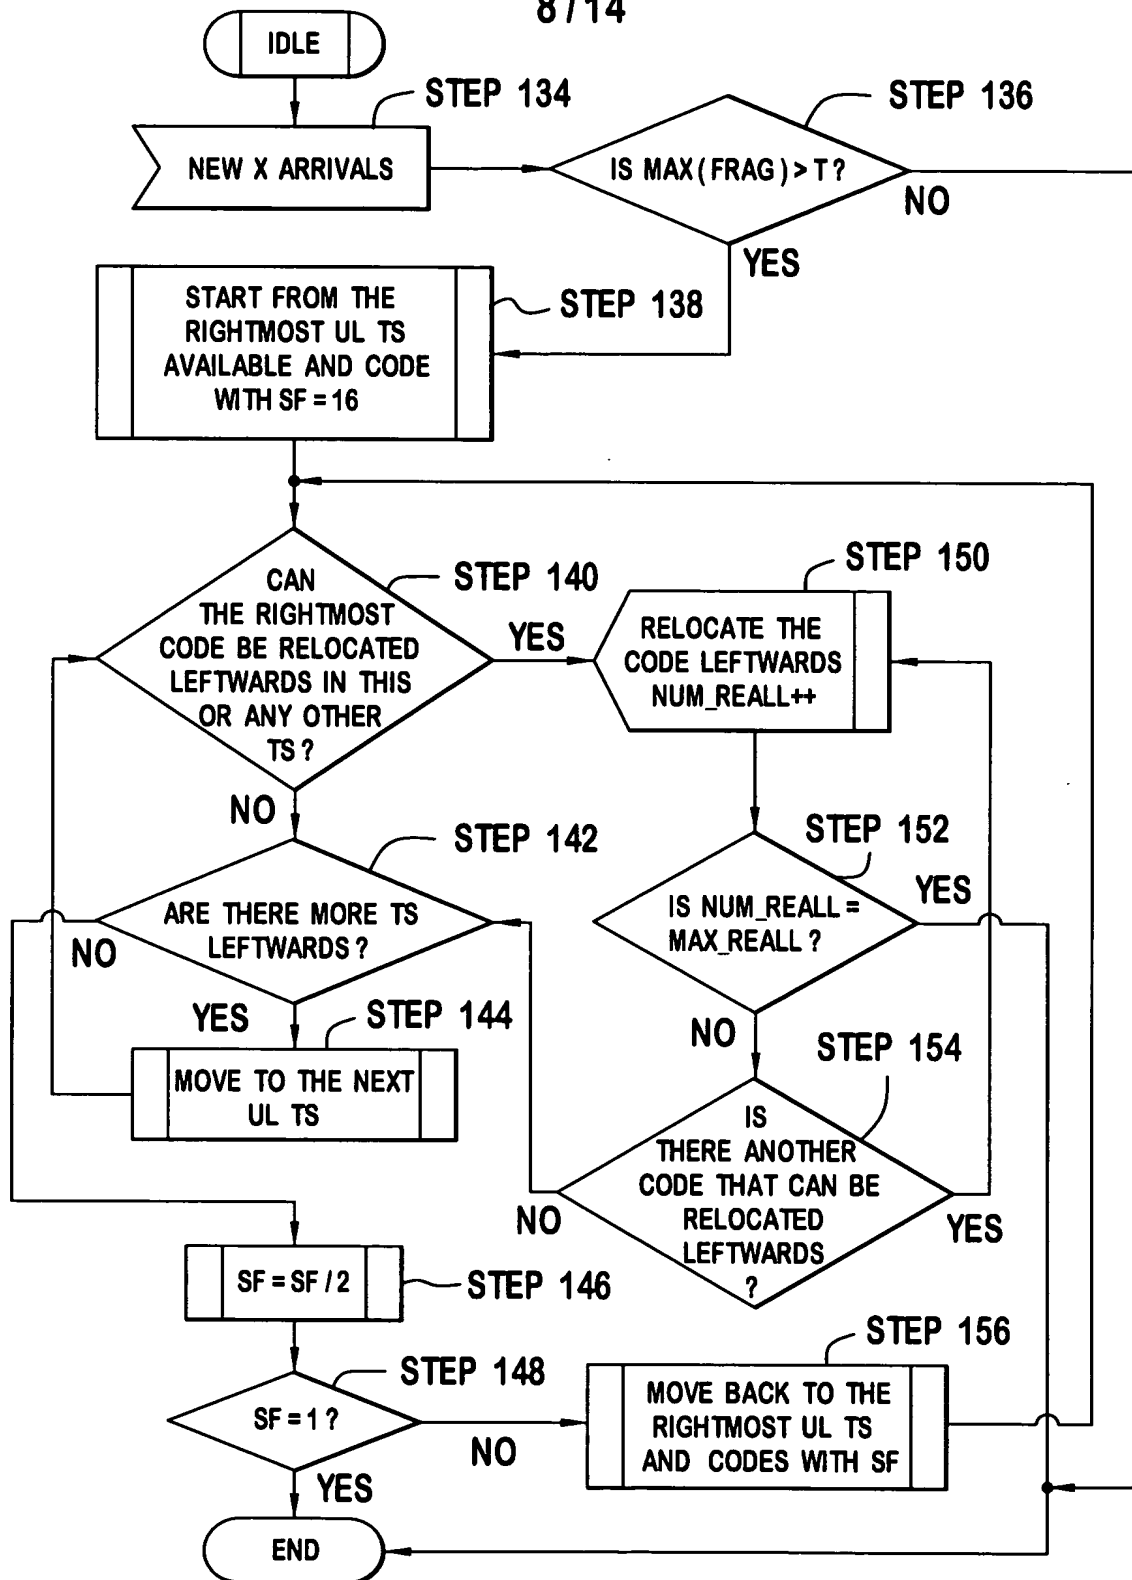 8/14
IDLE
STEP 134
NEW X ARRIVALS
STEP 136
IS MAX(FRAG)>T?
NO
YES
STEP 138
START FROM THE
RIGHTMOST UL TS
AVAILABLE AND CODE
WITH SF=16
STEP 140
CAN
THE RIGHTMOST
CODE BE RELOCATED
LEFTWARDS IN THIS
OR ANY OTHER
TS?
YES
NO
STEP 150
RELOCATE THE
CODE LEFTWARDS
NUM_REALL++
STEP 142
ARE THERE MORE TS
LEFTWARDS?
NO
YES
STEP 152
IS NUM_REALL=
MAX_REALL?
YES
NO
STEP 144
MOVE TO THE NEXT
UL TS
STEP 154
IS
THERE ANOTHER
CODE THAT CAN BE
RELOCATED
LEFTWARDS
?
NO
YES
SF=SF/2
STEP 146
STEP 148
SF=1?
NO
YES
STEP 156
MOVE BACK TO THE
RIGHTMOST UL TS
AND CODES WITH SF
END